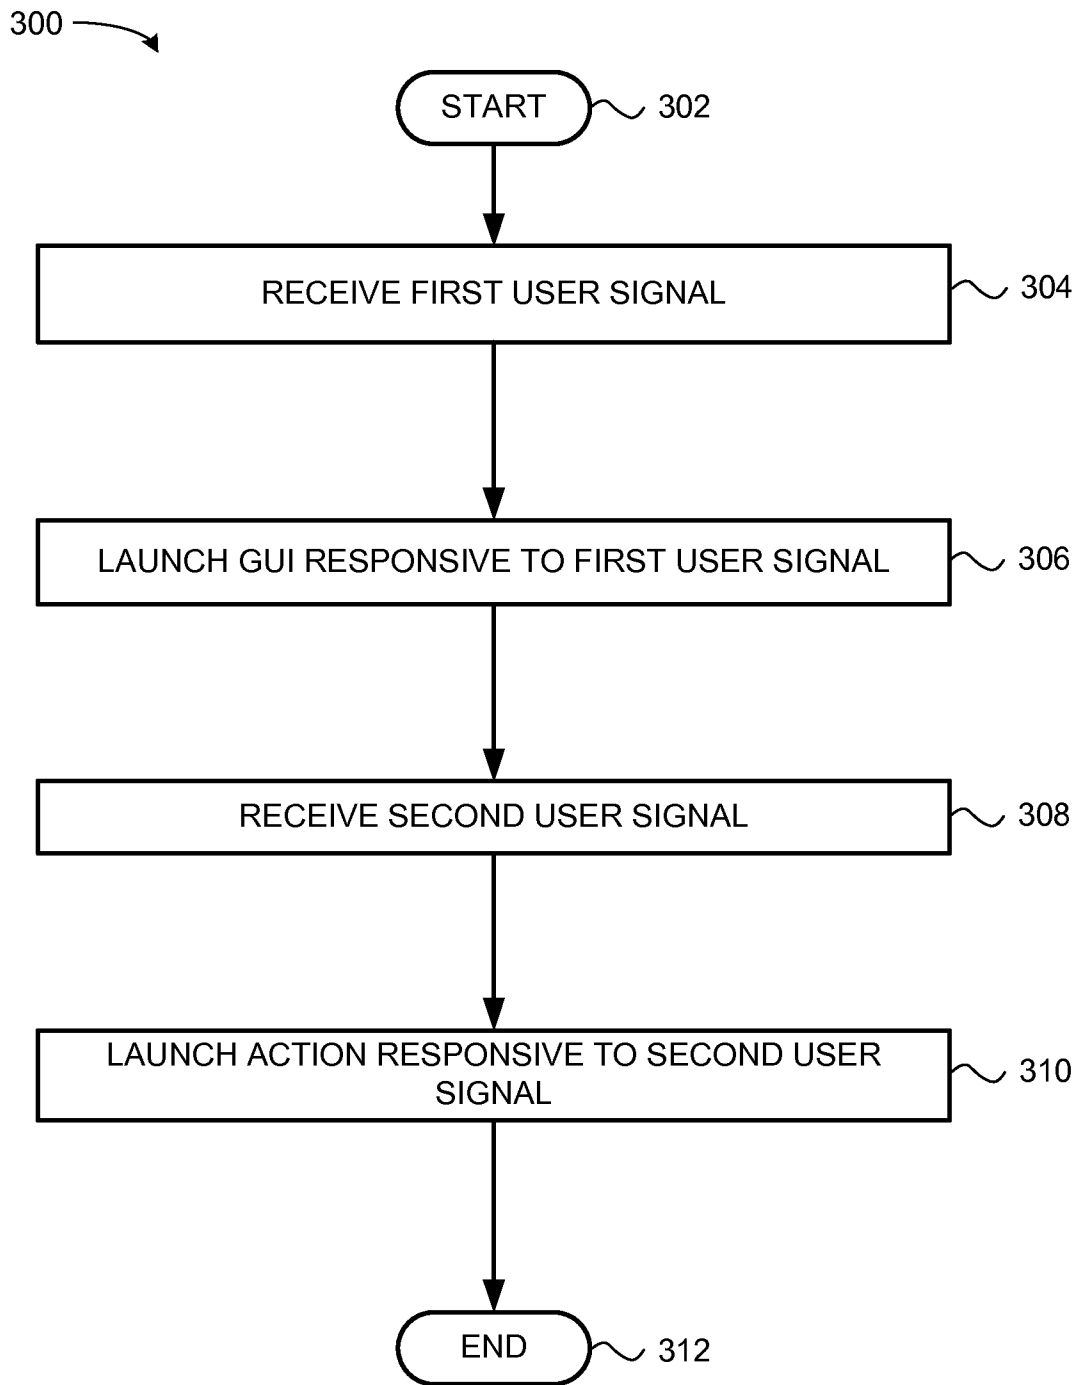 300
START
302
RECEIVE FIRST USER SIGNAL
304
LAUNCH GUI RESPONSIVE TO FIRST USER SIGNAL
306
RECEIVE SECOND USER SIGNAL
308
LAUNCH ACTION RESPONSIVE TO SECOND USER
SIGNAL
310
END
312